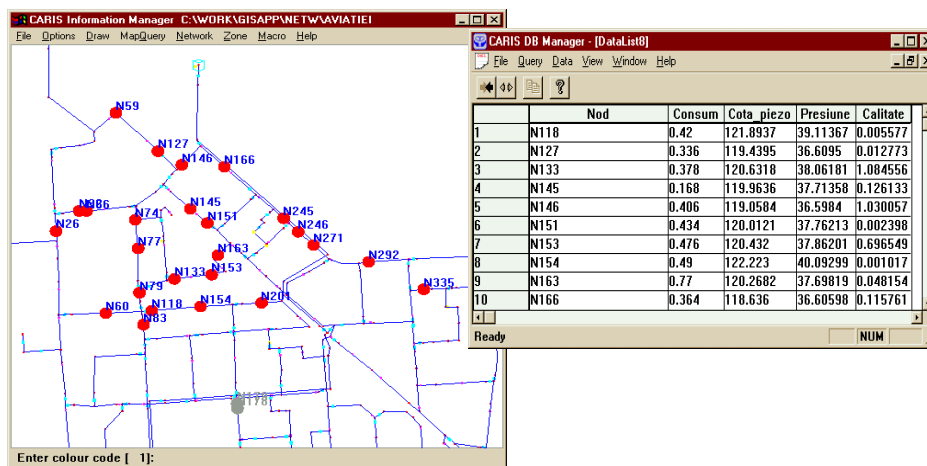 CARIS Information Manager C:\WORK\GISAPP\NETW\AVIATIEI
File Options Draw MapQuery Network Zone Macro Help
N59
N127
N146
N166
N26
N74
N145
N151
N245
N246
N271
N77
N163
N292
N133
N153
N79
N335
N60
N118
N154
N201
N83
N178
Enter colour code [ 1]:
CARIS DB Manager - [DataList8]
File Query Data View Window Help
Nod Consum Cota_piezo Presiune Calitate
1 N118 0.42 121.8937 39.11367 0.005577
2 N127 0.336 119.4395 36.6095 0.012773
3 N133 0.378 120.6318 38.06181 1.084556
4 N145 0.168 119.9636 37.71358 0.126133
5 N146 0.406 119.0584 36.5984 1.030057
6 N151 0.434 120.0121 37.76213 0.002398
7 N153 0.476 120.432 37.86201 0.696549
8 N154 0.49 122.223 40.09299 0.001017
9 N163 0.77 120.2682 37.69819 0.048154
10 N166 0.364 118.636 36.60598 0.115761
Ready NUM